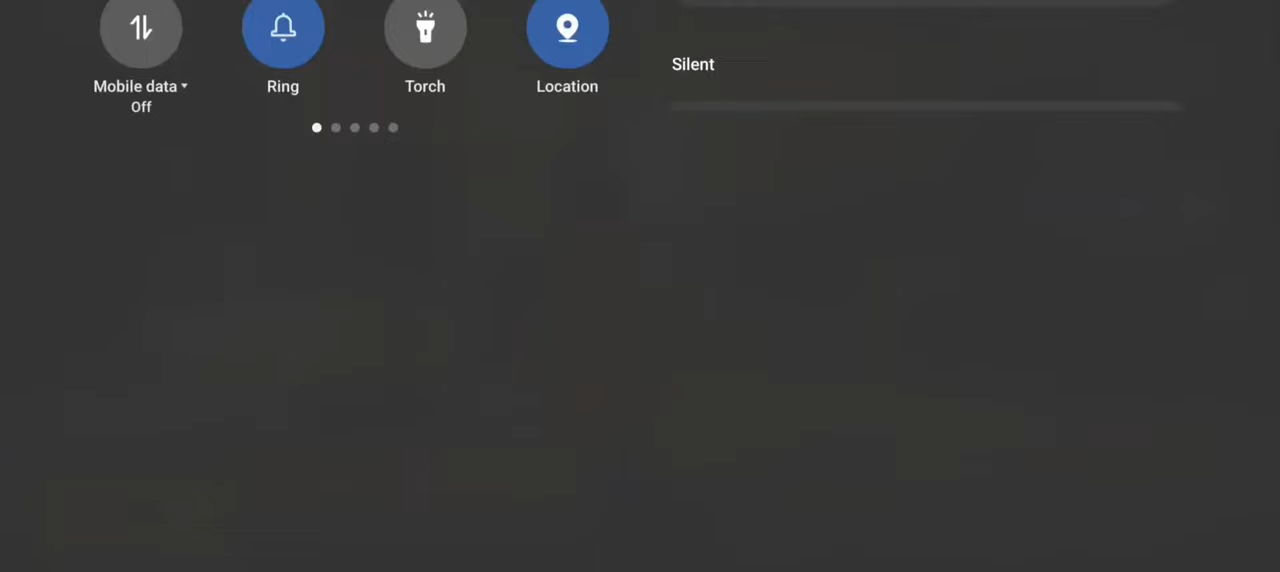 Mobile data
Off
Ring
Torch
Location
Silent